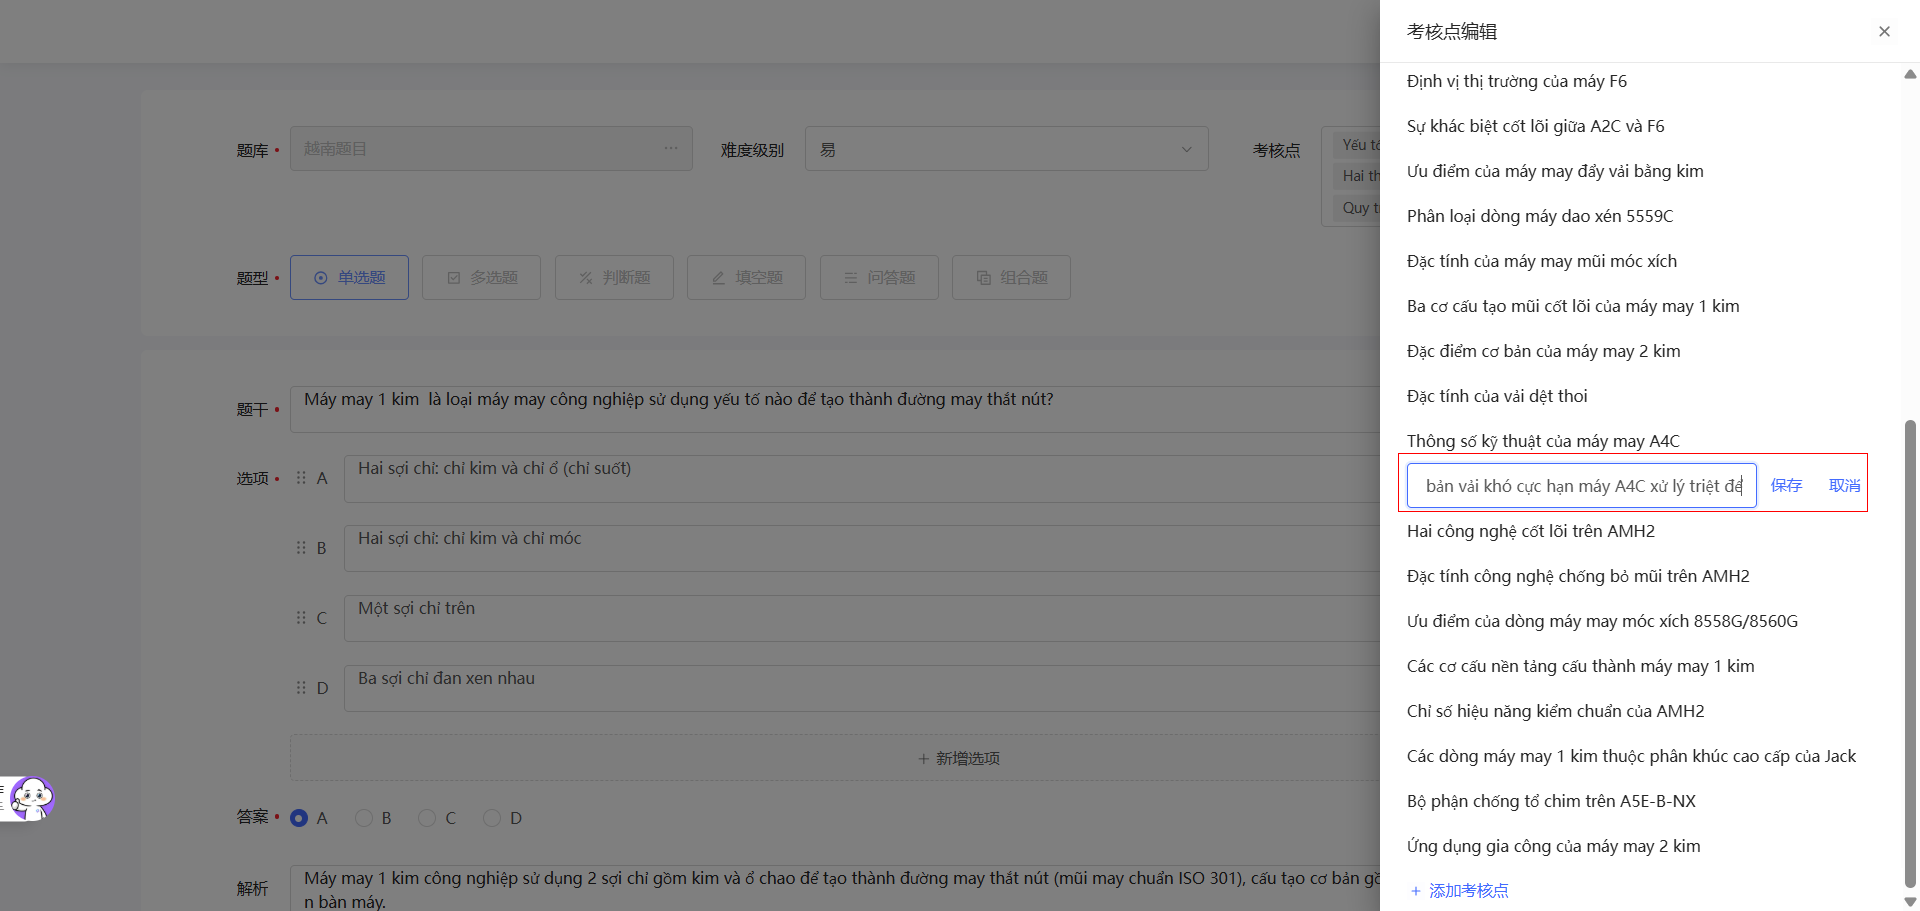 考核点编辑
题库
越南题目
难度级别
易
考核点
Yếu tố
Hai th
Quy t
题型
单选题
多选题
判断题
填空题
问答题
组合题
题干
Máy may 1 kim  là loại máy may công nghiệp sử dụng yếu tố nào để tạo thành đường may thắt nút?
选项
A
Hai sợi chỉ: chỉ kim và chỉ ổ (chỉ suốt)
B
Hai sợi chỉ: chỉ kim và chỉ móc
C
Một sợi chỉ trên
D
Ba sợi chỉ đan xen nhau
新增选项
答案
A
B
C
D
解析
Máy may 1 kim công nghiệp sử dụng 2 sợi chỉ gồm kim và ổ chao để tạo thành đường may thắt nút (mũi may chuẩn ISO 301), cấu tạo cơ bản gồ
n bàn máy.
Định vị thị trường của máy F6
Sự khác biệt cốt lõi giữa A2C và F6
Ưu điểm của máy may đẩy vải bằng kim
Phân loại dòng máy dao xén 5559C
Đặc tính của máy may mũi móc xích
Ba cơ cấu tạo mũi cốt lõi của máy may 1 kim
Đặc điểm cơ bản của máy may 2 kim
Đặc tính của vải dệt thoi
Thông số kỹ thuật của máy may A4C
bản vải khó cực hạn máy A4C xử lý triệt để
保存
取消
Hai công nghệ cốt lõi trên AMH2
Đặc tính công nghệ chống bỏ mũi trên AMH2
Ưu điểm của dòng máy may móc xích 8558G/8560G
Các cơ cấu nền tảng cấu thành máy may 1 kim
Chỉ số hiệu năng kiểm chuẩn của AMH2
Các dòng máy may 1 kim thuộc phân khúc cao cấp của Jack
Bộ phận chống tổ chim trên A5E-B-NX
Ứng dụng gia công của máy may 2 kim
添加考核点